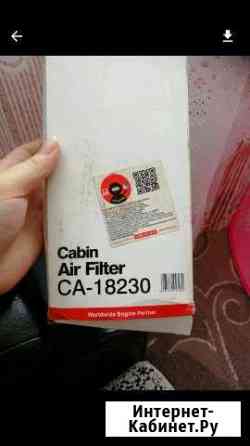 Cabin
Air Filter
CA-18230
Worldwide Engine Partner
Интернет-
Кабинет.Ру